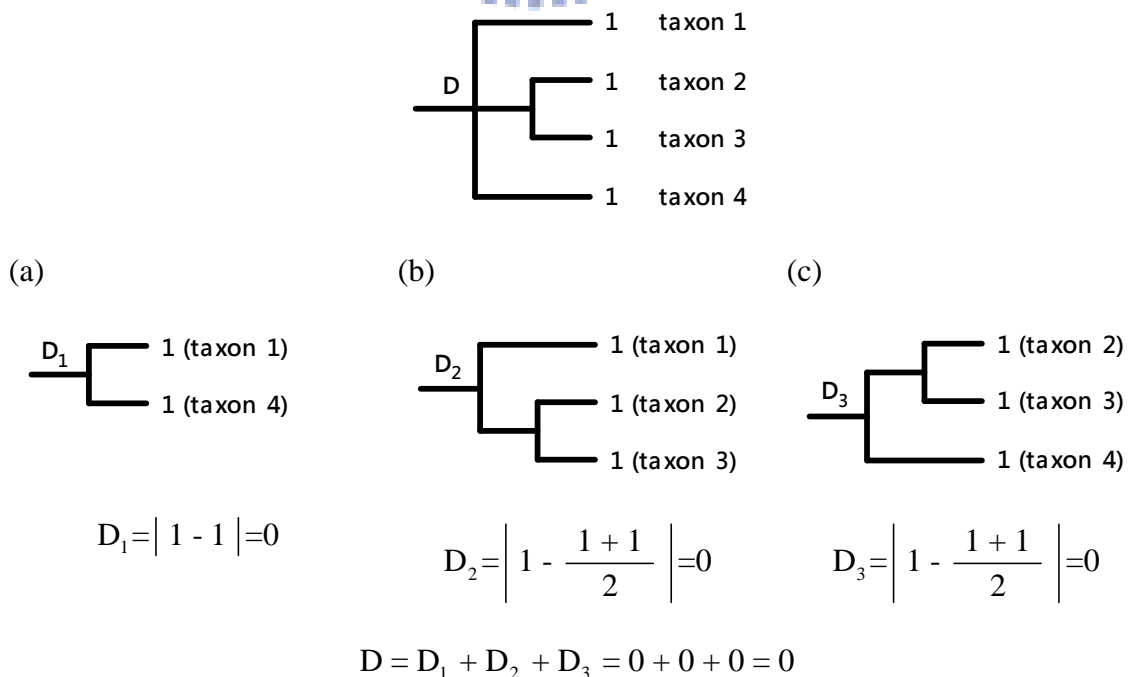 1 taxon 1
D
1 taxon 2
1 taxon 3
1 taxon 4
(a) (b) (c)
D₁
1 (taxon 1)
1 (taxon 4)
D₁=| 1 - 1 |=0
D₂
1 (taxon 1)
1 (taxon 2)
1 (taxon 3)
D₂=| 1 - (1 + 1)/2 |=0
D₃
1 (taxon 2)
1 (taxon 3)
1 (taxon 4)
D₃=| 1 - (1 + 1)/2 |=0
D = D₁ + D₂ + D₃ = 0 + 0 + 0 = 0